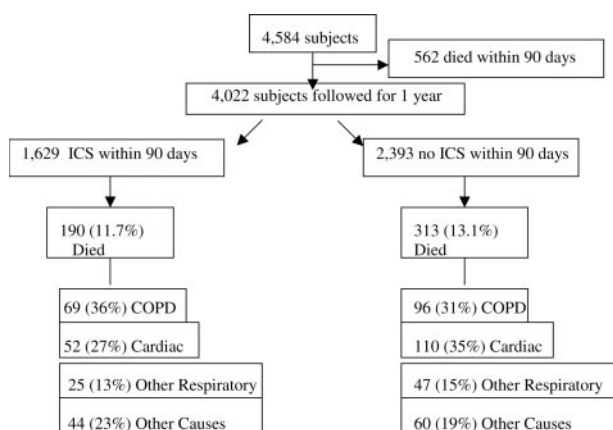 4,584 subjects
562 died within 90 days
4,022 subjects followed for 1 year
1,629 ICS within 90 days
2,393 no ICS within 90 days
190 (11.7%)
Died
313 (13.1%)
Died
69 (36%) COPD
52 (27%) Cardiac
25 (13%) Other Respiratory
44 (23%) Other Causes
96 (31%) COPD
110 (35%) Cardiac
47 (15%) Other Respiratory
60 (19%) Other Causes